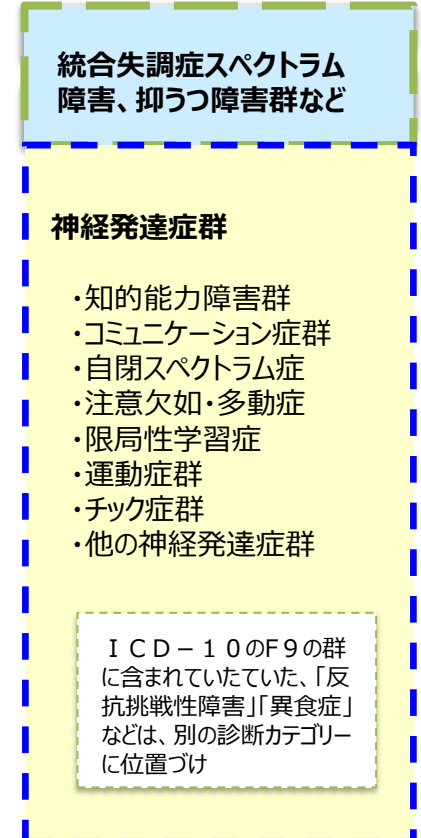 統合失調症スペクトラム
障害、抑うつ障害群など
神経発達症群
・知的能力障害群
・コミュニケーション症群
・自閉スペクトラム症
・注意欠如・多動症
・限局性学習症
・運動症群
・チック症群
・他の神経発達症群
ＩＣＤ－１０のF９の群
に含まれていたていた、「反
抗挑戦性障害」「異食症」
などは、別の診断カテゴリー
に位置づけ